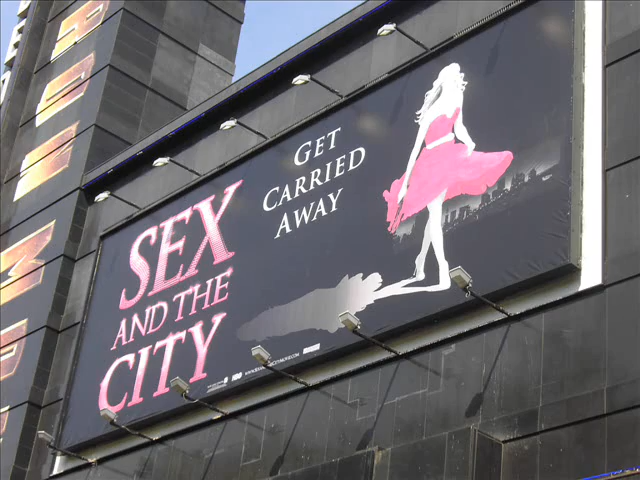 GET
CARRIED
AWAY
SEX
AND THE
CITY